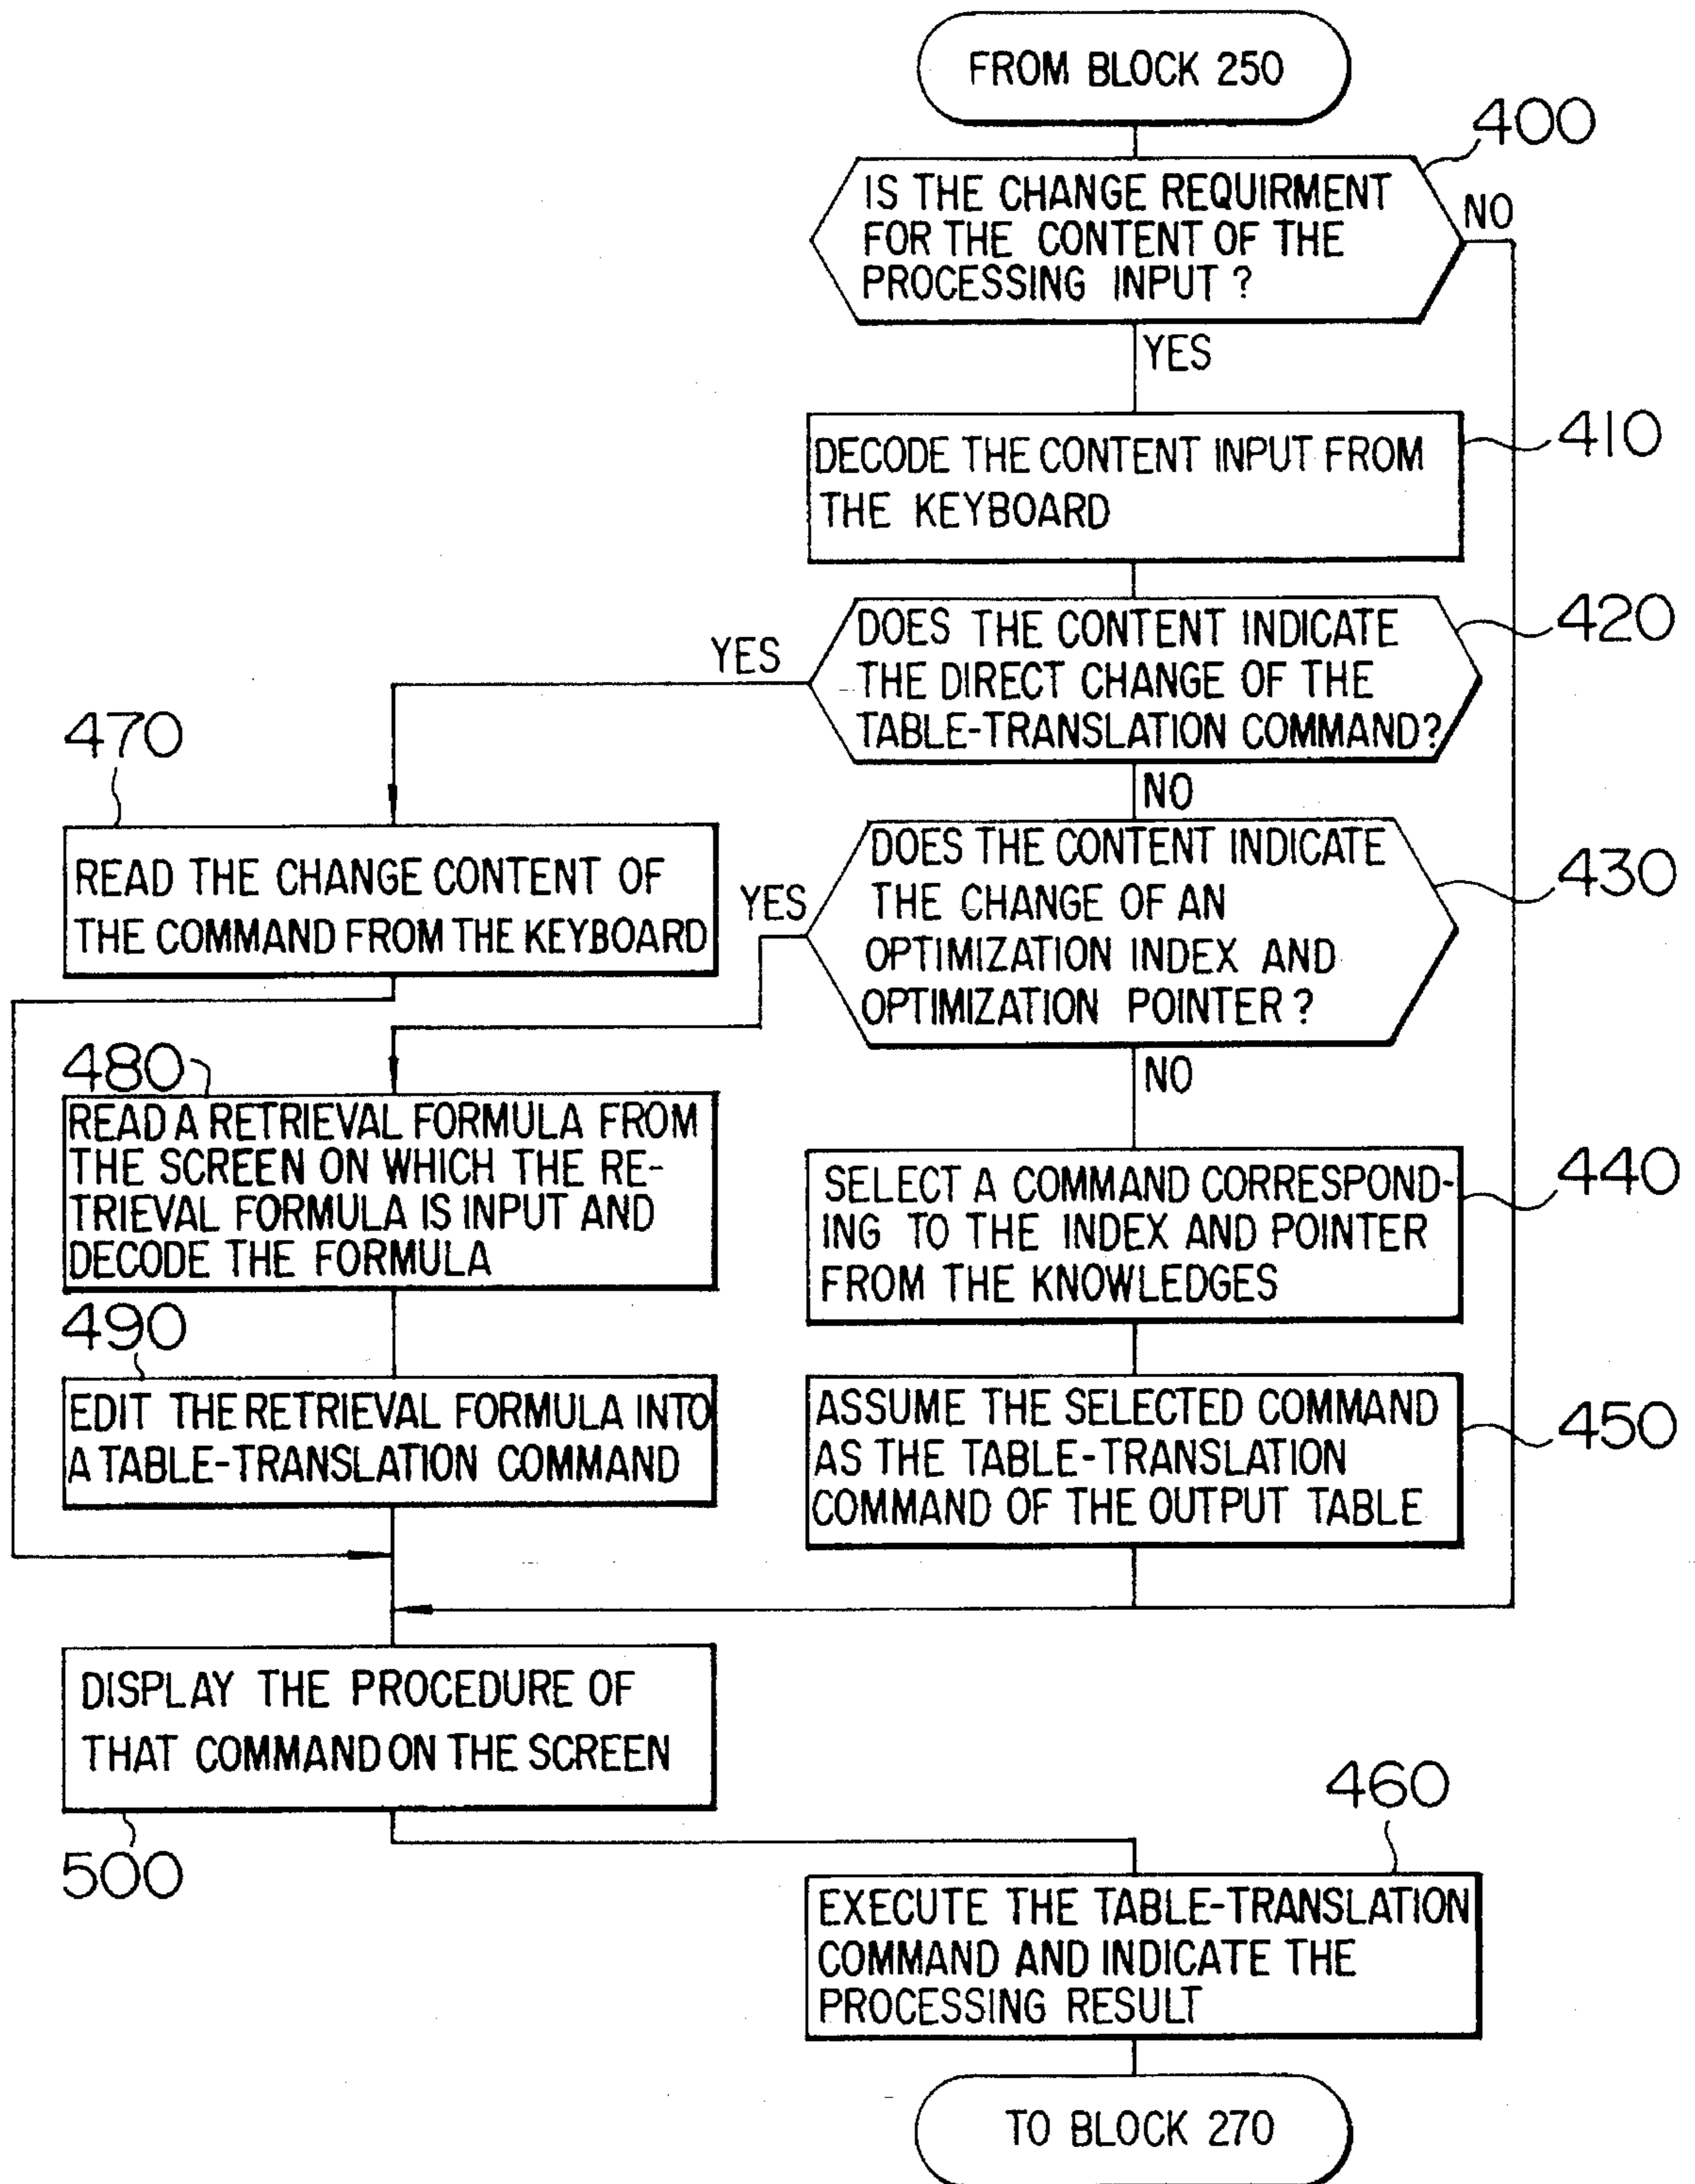 FROM BLOCK 250
400
IS THE CHANGE REQUIRMENT
FOR THE CONTENT OF THE
PROCESSING INPUT ?
NO
YES
DECODE THE CONTENT INPUT FROM
THE KEYBOARD
410
DOES THE CONTENT INDICATE
THE DIRECT CHANGE OF THE
TABLE-TRANSLATION COMMAND?
420
YES
NO
470
READ THE CHANGE CONTENT OF
THE COMMAND FROM THE KEYBOARD
DOES THE CONTENT INDICATE
THE CHANGE OF AN
OPTIMIZATION INDEX AND
OPTIMIZATION POINTER ?
430
YES
NO
480
READ A RETRIEVAL FORMULA FROM
THE SCREEN ON WHICH THE RE-
TRIEVAL FORMULA IS INPUT AND
DECODE THE FORMULA
SELECT A COMMAND CORRESPOND-
ING TO THE INDEX AND POINTER
FROM THE KNOWLEDGES
440
490
EDIT THE RETRIEVAL FORMULA INTO
A TABLE-TRANSLATION COMMAND
ASSUME THE SELECTED COMMAND
AS THE TABLE-TRANSLATION
COMMAND OF THE OUTPUT TABLE
450
DISPLAY THE PROCEDURE OF
THAT COMMAND ON THE SCREEN
500
460
EXECUTE THE TABLE-TRANSLATION
COMMAND AND INDICATE THE
PROCESSING RESULT
TO BLOCK 270